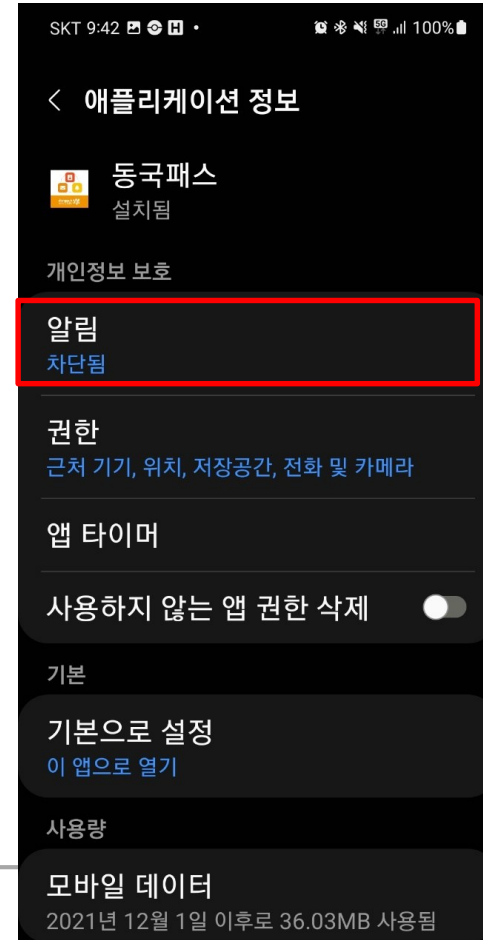 SKT 9:42
100%
< 애플리케이션 정보
동국패스
설치됨
개인정보 보호
알림
차단됨
권한
근처 기기, 위치, 저장공간, 전화 및 카메라
앱 타이머
사용하지 않는 앱 권한 삭제
기본
기본으로 설정
이 앱으로 열기
사용량
모바일 데이터
2021년 12월 1일 이후로 36.03MB 사용됨